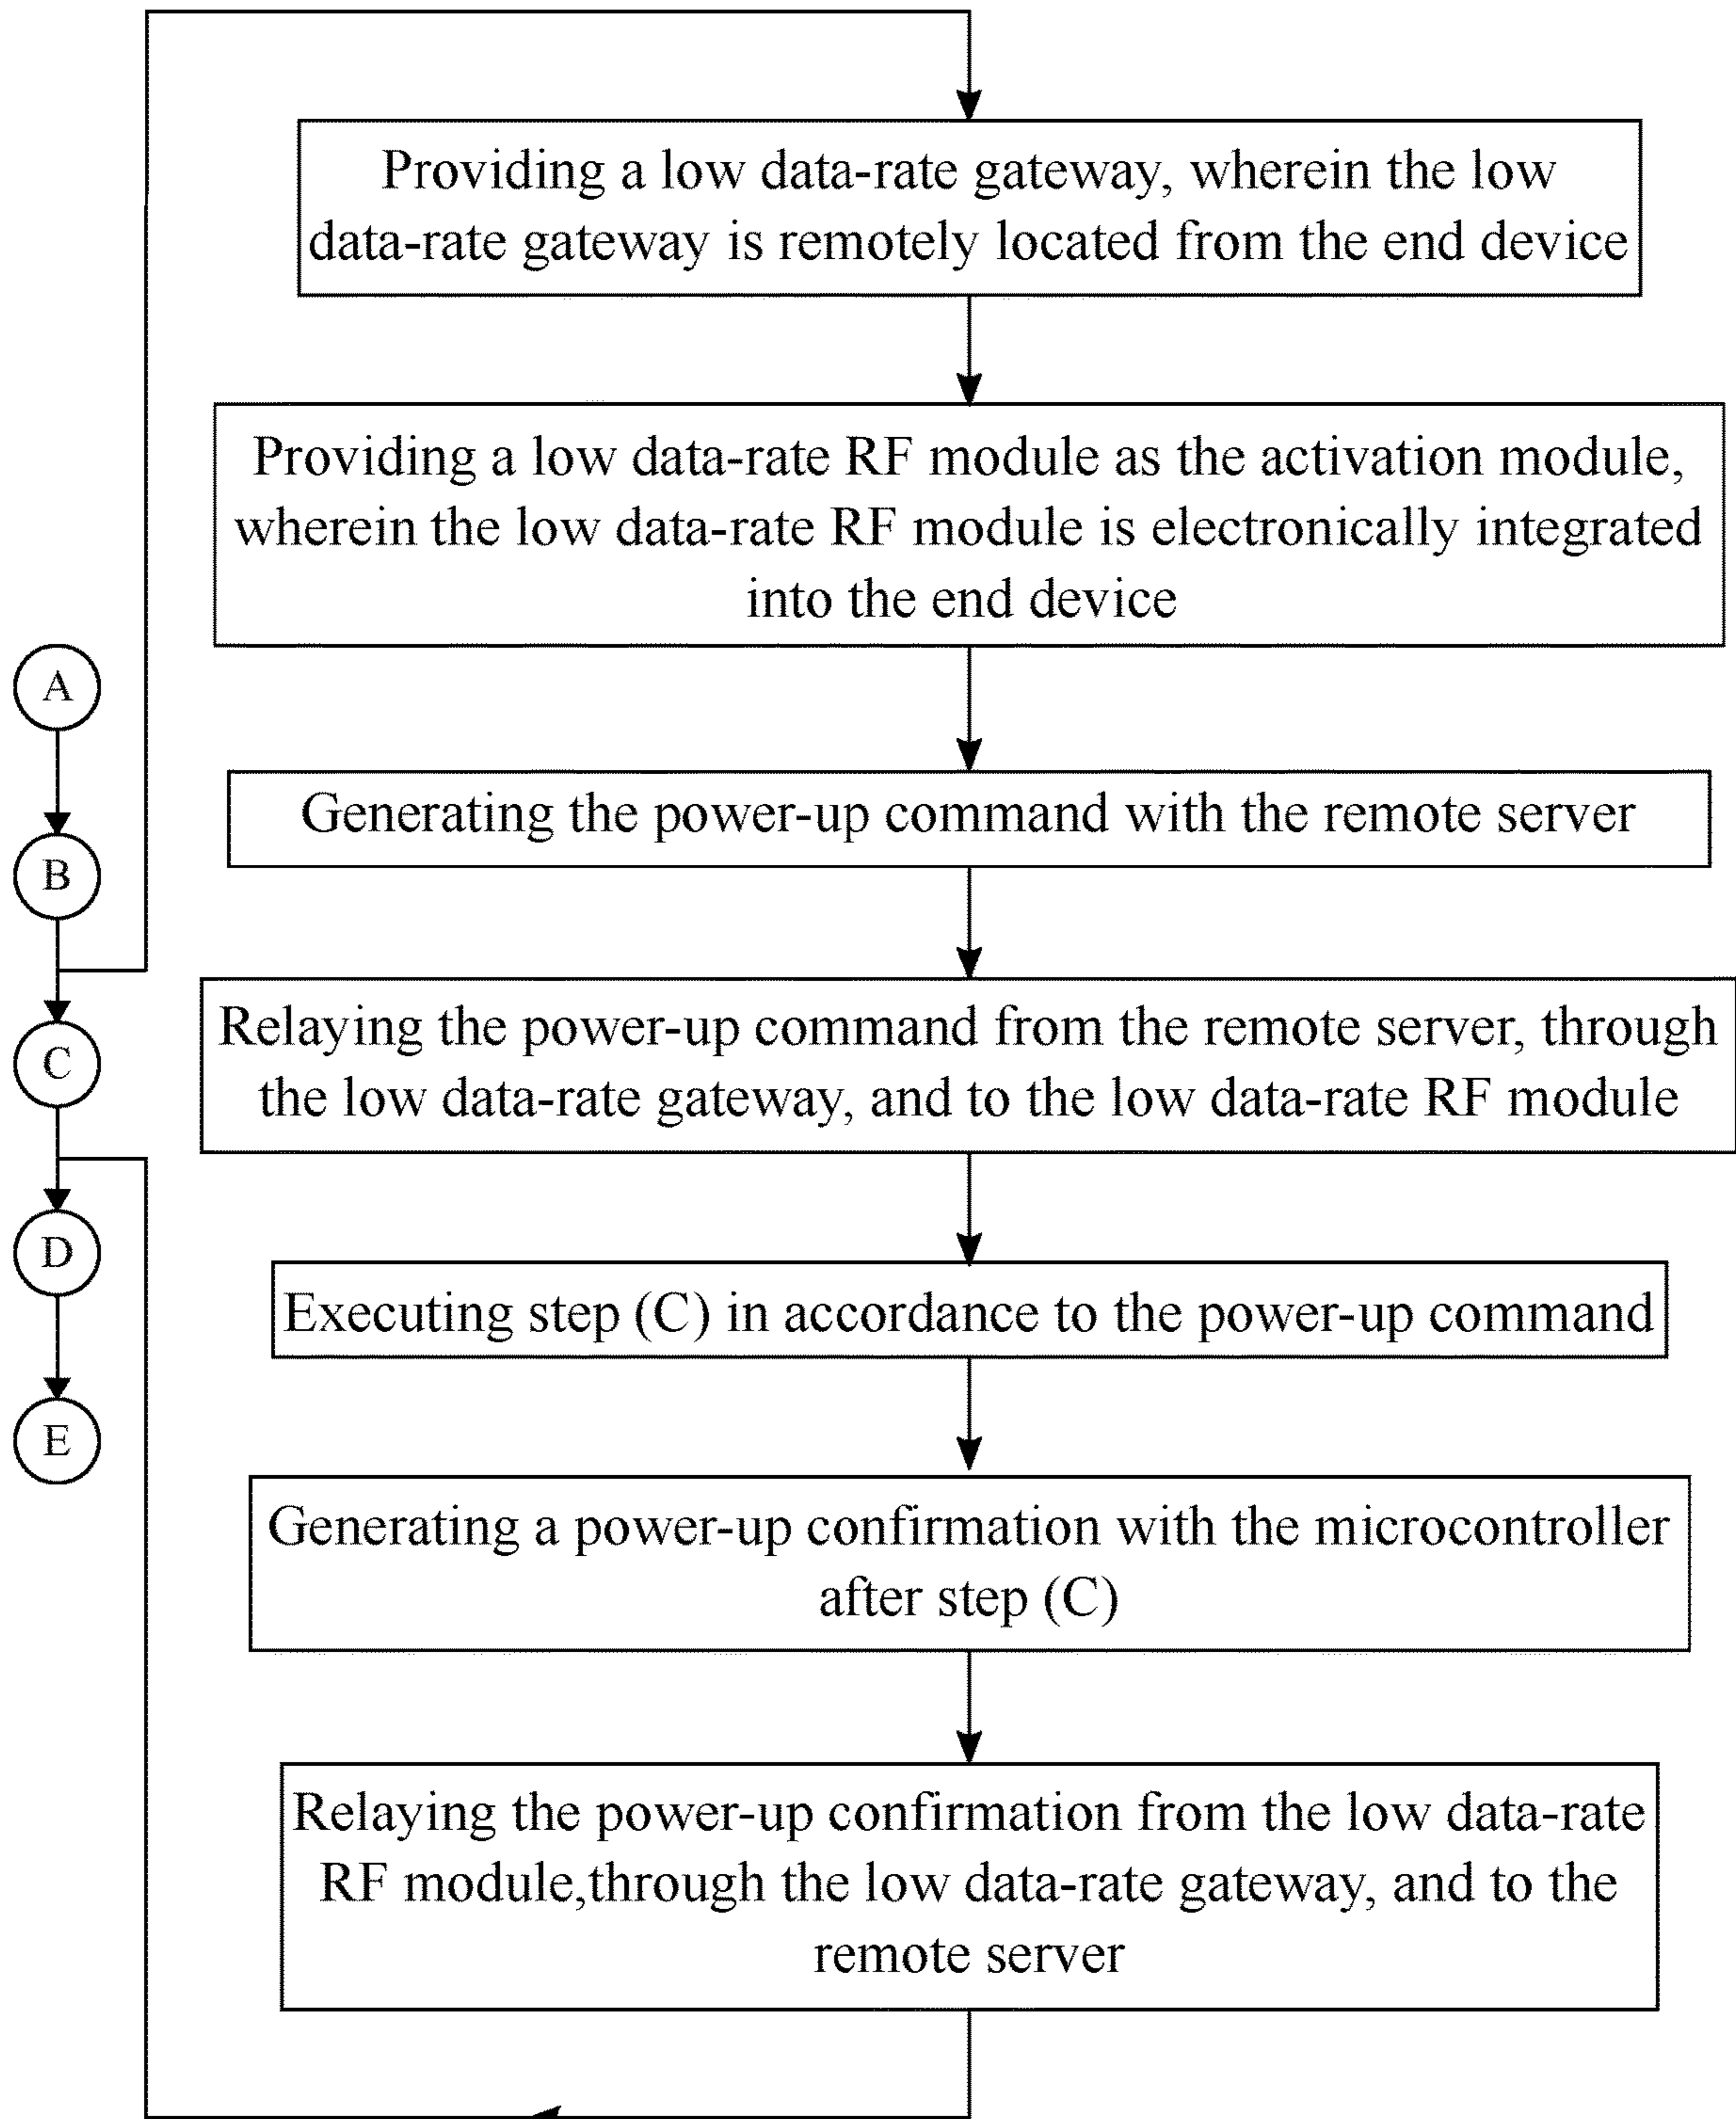 Providing a low data-rate gateway, wherein the low
data-rate gateway is remotely located from the end device
Providing a low data-rate RF module as the activation module,
wherein the low data-rate RF module is electronically integrated
into the end device
A
Generating the power-up command with the remote server
B
Relaying the power-up command from the remote server, through
the low data-rate gateway, and to the low data-rate RF module
C
D
Executing step (C) in accordance to the power-up command
E
Generating a power-up confirmation with the microcontroller
after step (C)
Relaying the power-up confirmation from the low data-rate
RF module,through the low data-rate gateway, and to the
remote server